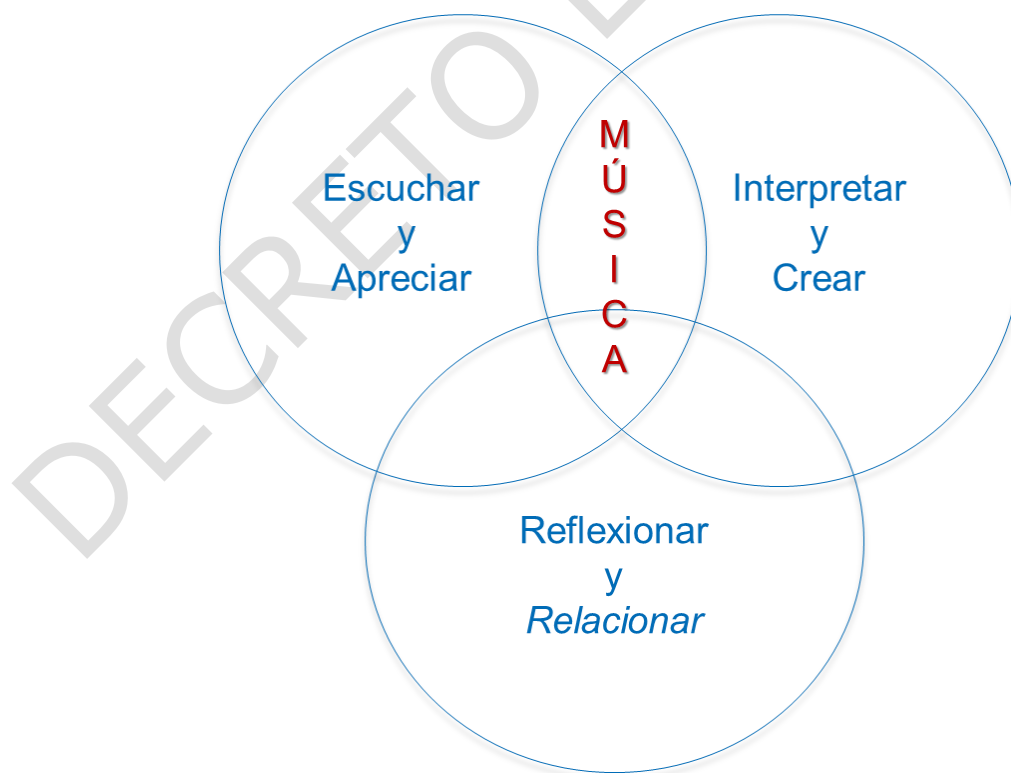 DECRETO
Escuchar
y
Apreciar
M
Ú
S
I
C
A
Interpretar
y
Crear
Reflexionar
y
Relacionar